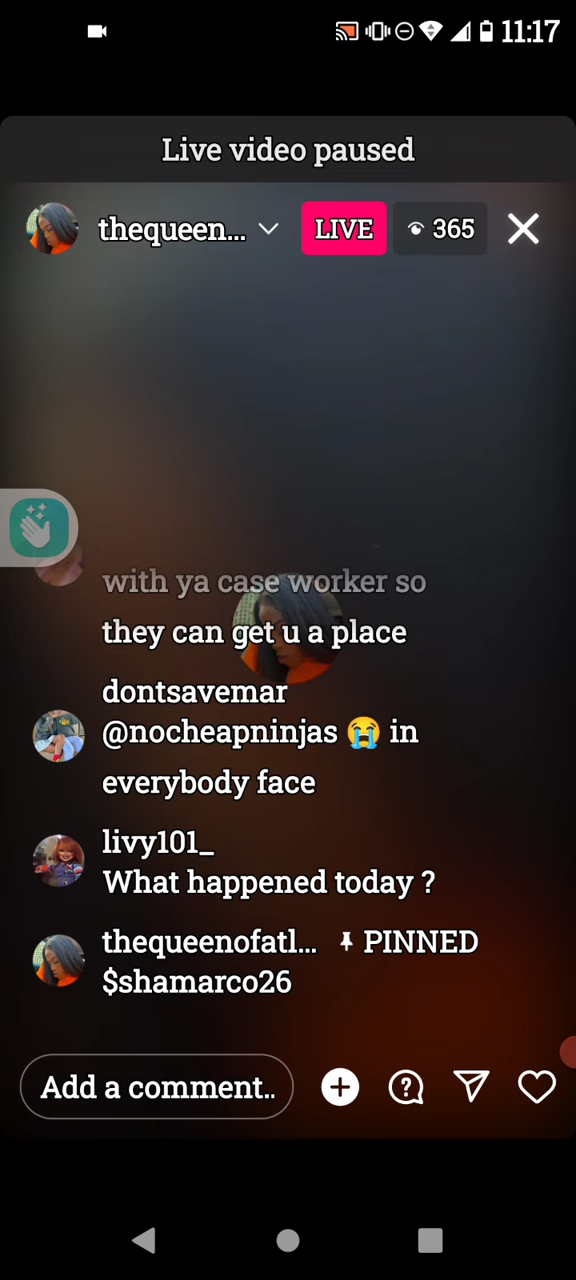 11:17
Live video paused
thequeen...
LIVE
365
with ya case worker so
they can get u a place
dontsavemar
@nocheapninjas 😭 in
everybody face
livy101_
What happened today ?
thequeenofatl... PINNED
$shamarco26
Add a comment..